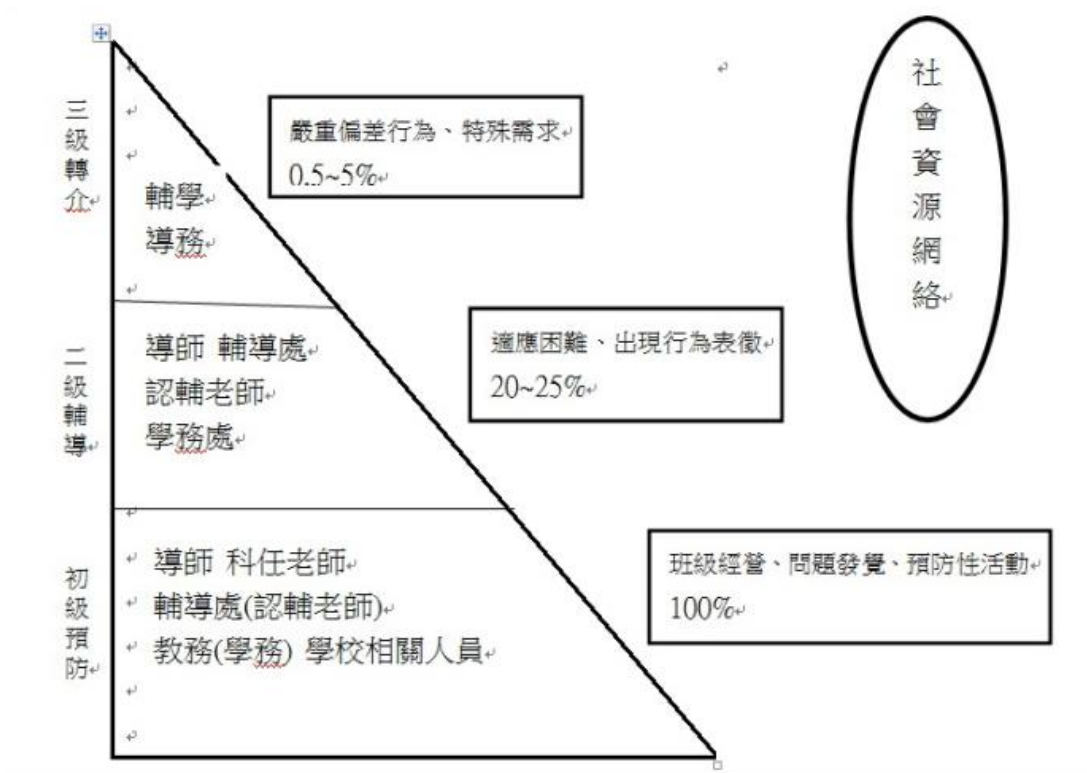 三級轉介
輔學
導務
嚴重偏差行為、特殊需求
0.5~5%
社會資源網絡
二級輔導
導師 輔導處
認輔老師
學務處
適應困難、出現行為表徵
20~25%
初級預防
導師 科任老師
輔導處(認輔老師)
教務(學務) 學校相關人員
班級經營、問題發覺、預防性活動
100%